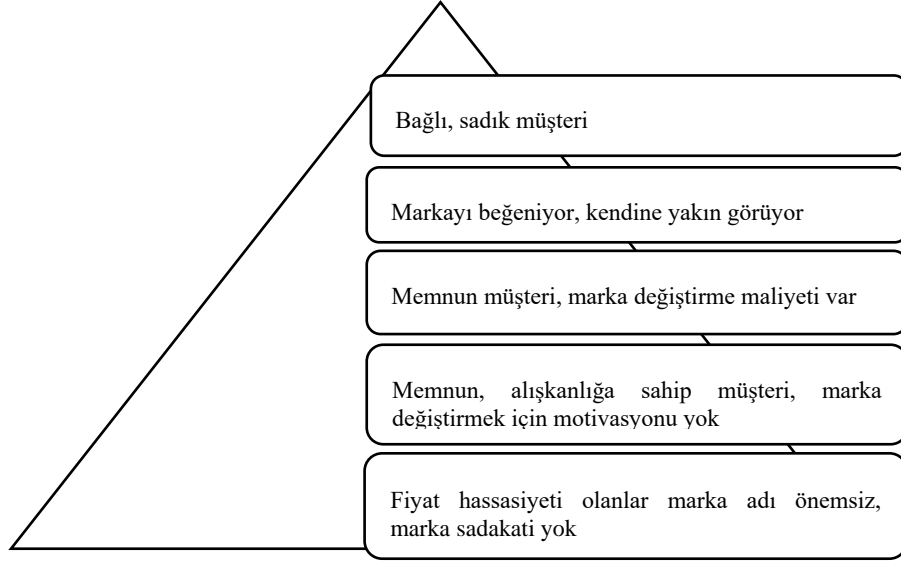 Bağlı, sadık müşteri
Markayı beğeniyor, kendine yakın görüyor
Memnun müşteri, marka değiştirme maliyeti var
Memnun, alışkanlığa sahip müşteri, marka
değiştirmek için motivasyonu yok
Fiyat hassasiyeti olanlar marka adı önemsiz,
marka sadakati yok